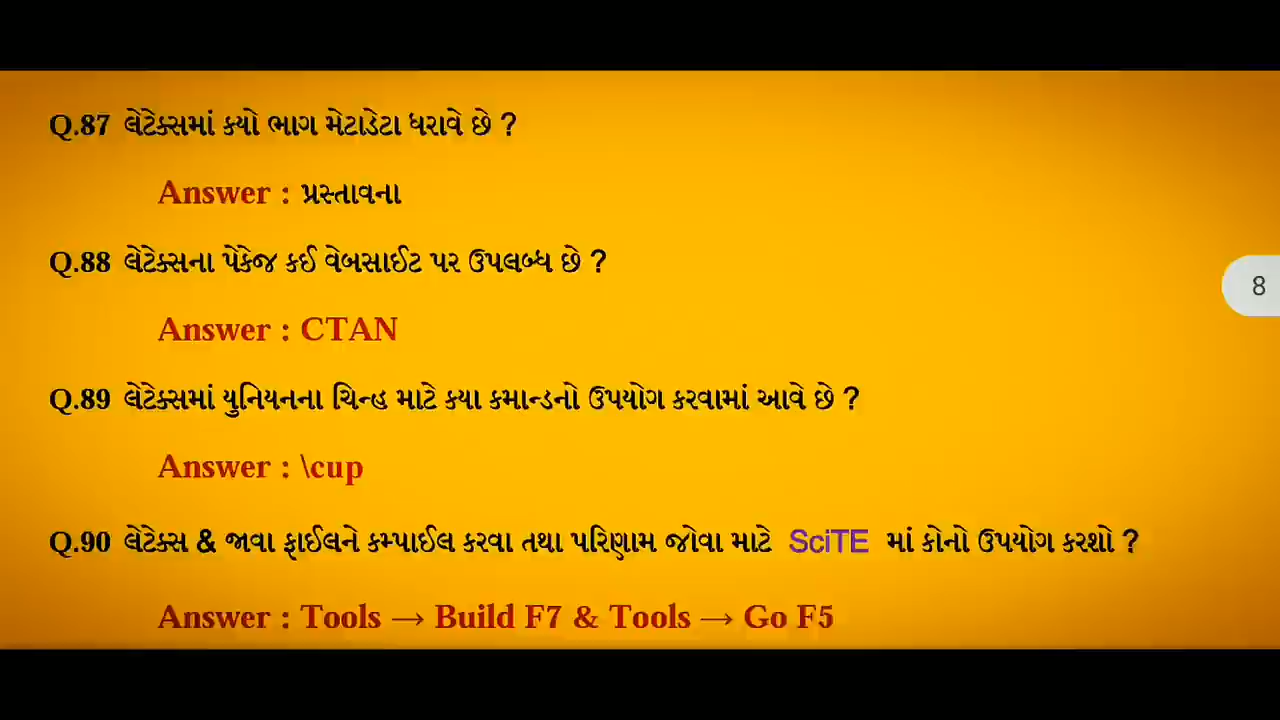 Q.87 લેટેક્સમાં ક્યો ભાગ મેટાડેટા ધરાવે છે ?
Answer : પ્રસ્તાવના
Q.88 લેટેક્સના પેકેજ કઈ વેબસાઈટ પર ઉપલબ્ધ છે ?
8
Answer : CTAN
Q.89 લેટેક્સમાં યુનિયનના ચિન્હ માટે કયા કમાન્ડનો ઉપયોગ કરવામાં આવે છે ?
Answer : \cup
Q.90 લેટેક્સ & જાવા ફાઈલને કમ્પાઈલ કરવા તથા પરિણામ જોવા માટે SciTE માં કોનો ઉપયોગ કરશો ?
Answer : Tools → Build F7 & Tools → Go F5